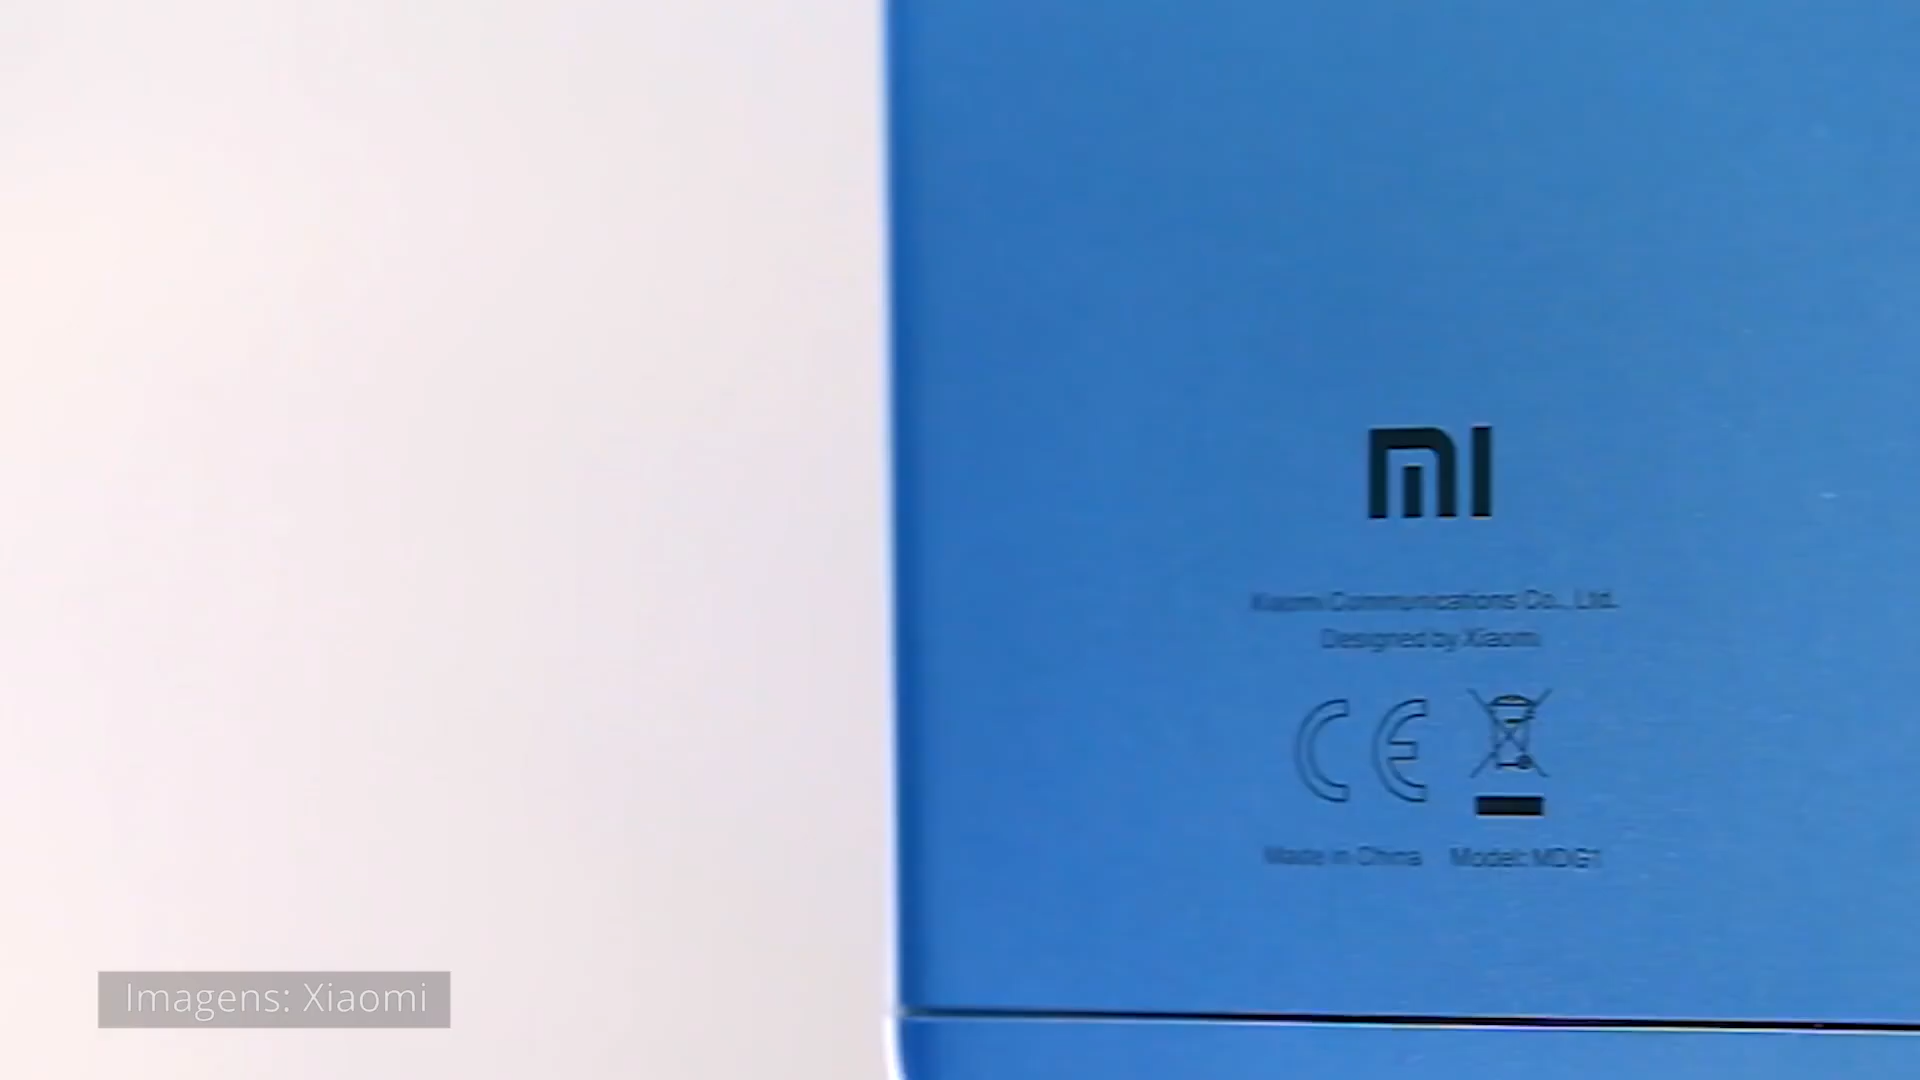 mi
Xiaomi Communications Co., Ltd.
Designed by Xiaomi
CE
Made in China Model: MDG1
Imagens: Xiaomi